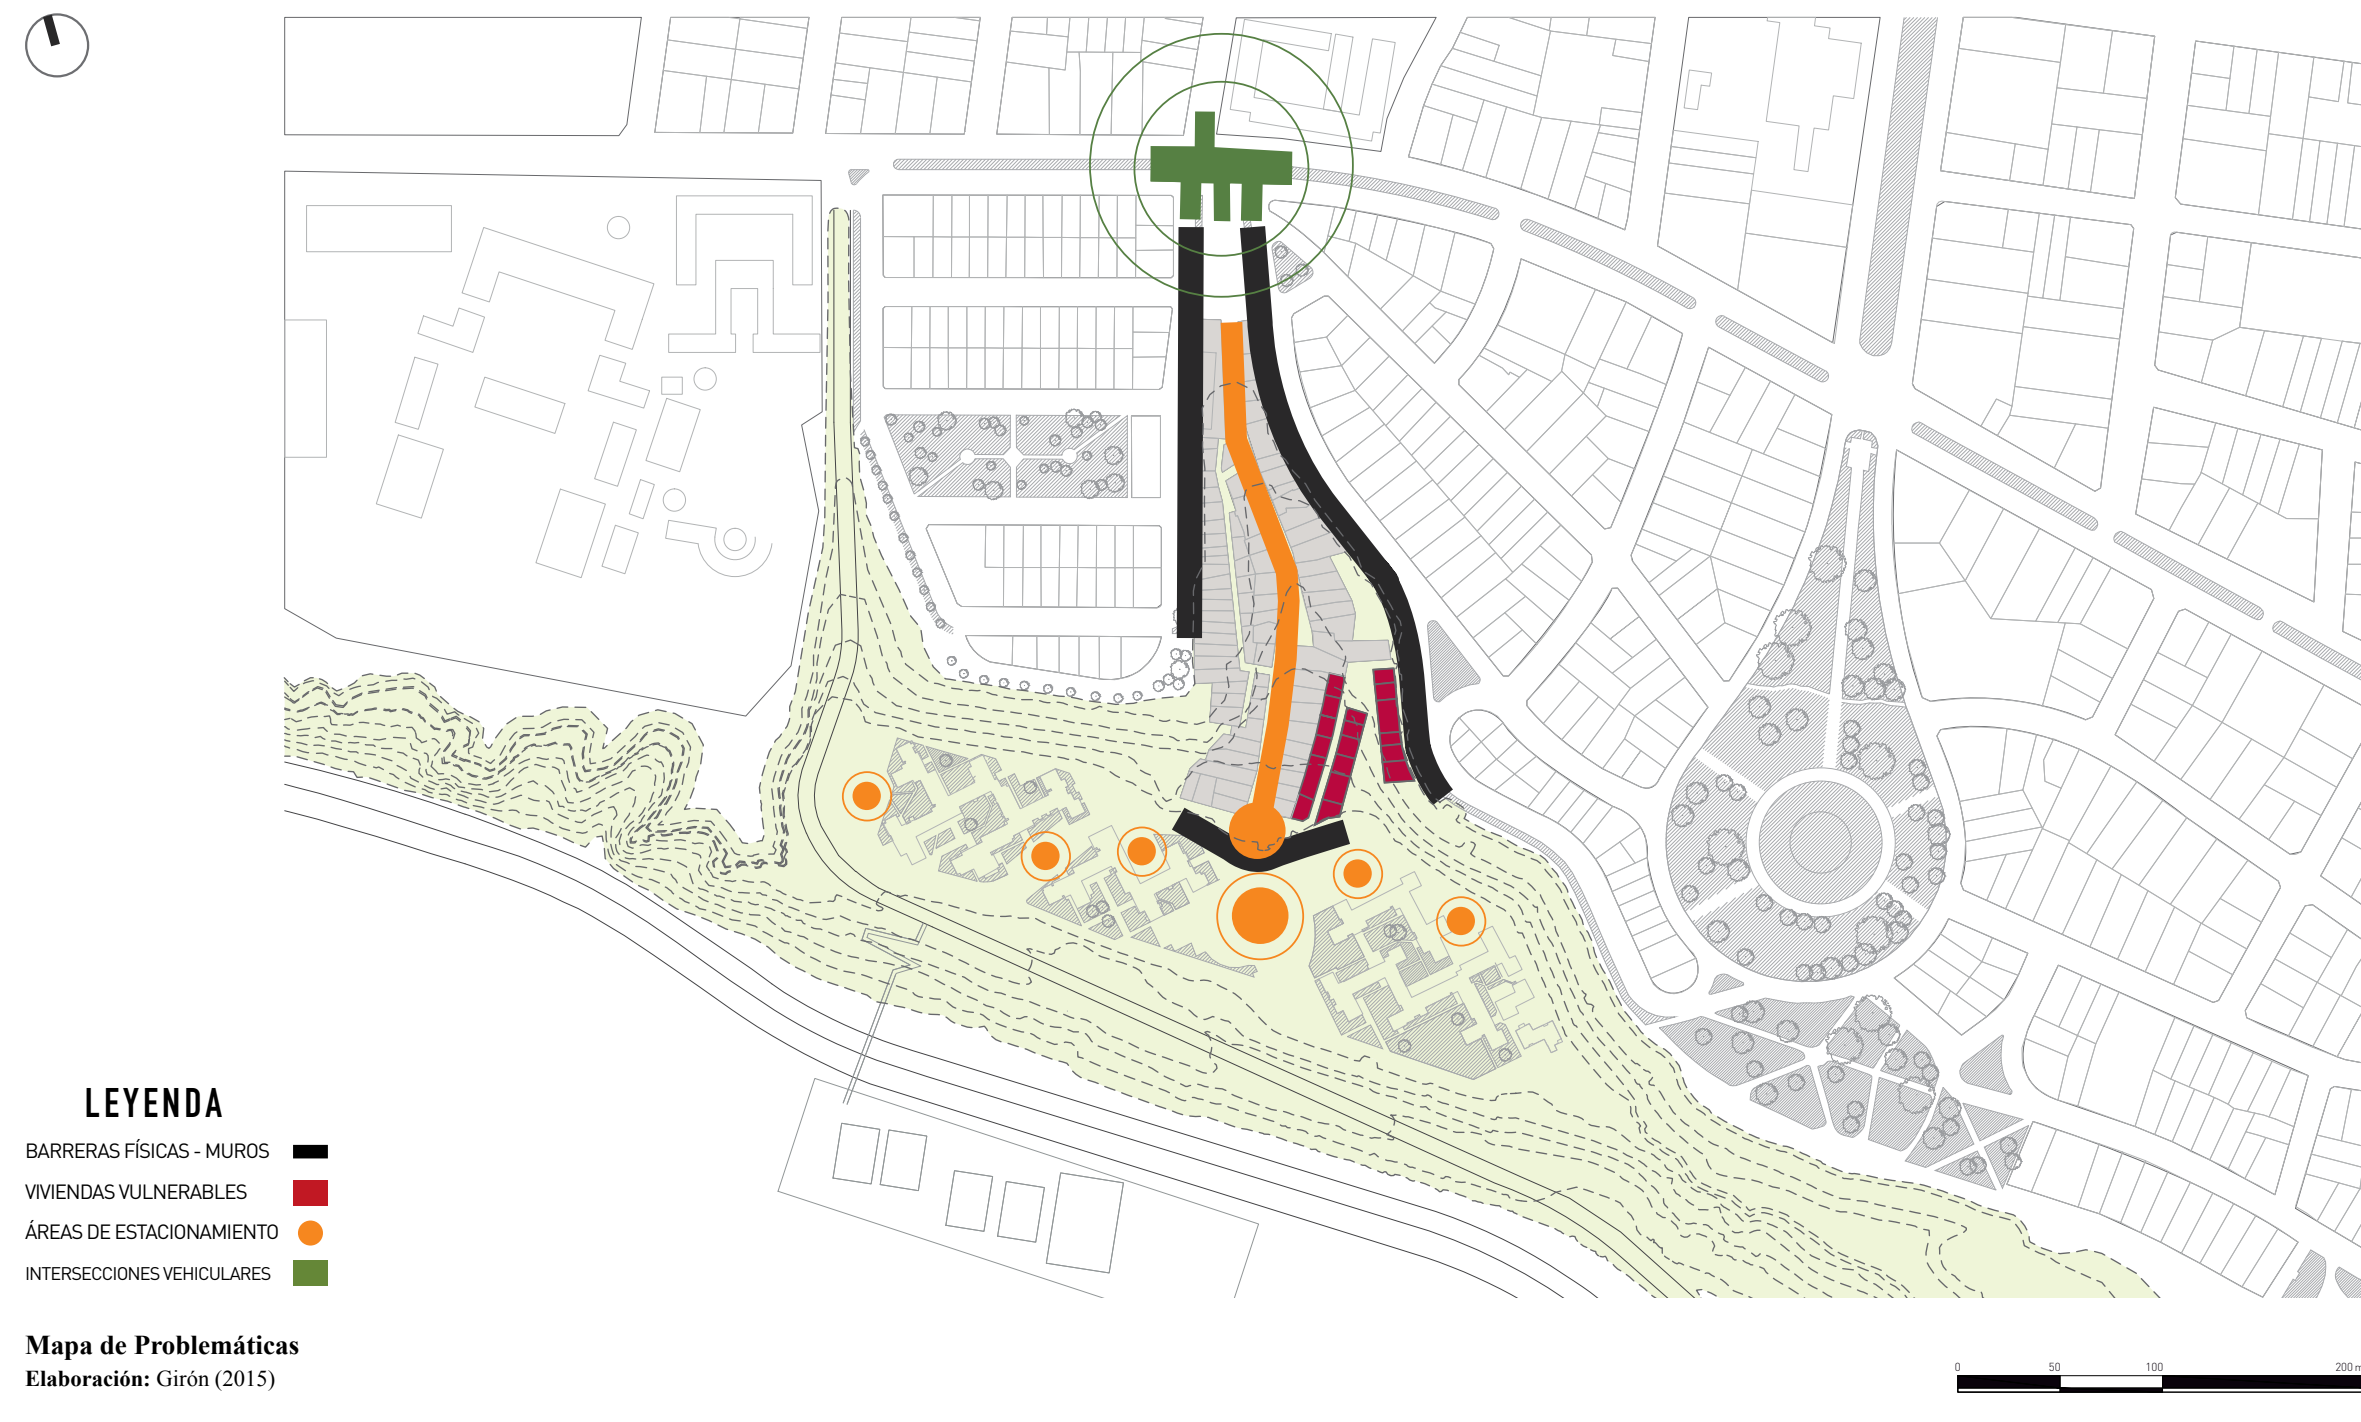 LEYENDA
BARRERAS FÍSICAS - MUROS
VIVIENDAS VULNERABLES
ÁREAS DE ESTACIONAMIENTO
INTERSECCIONES VEHICULARES
Mapa de Problemáticas
Elaboración: Girón (2015)
0 50 100 200 m